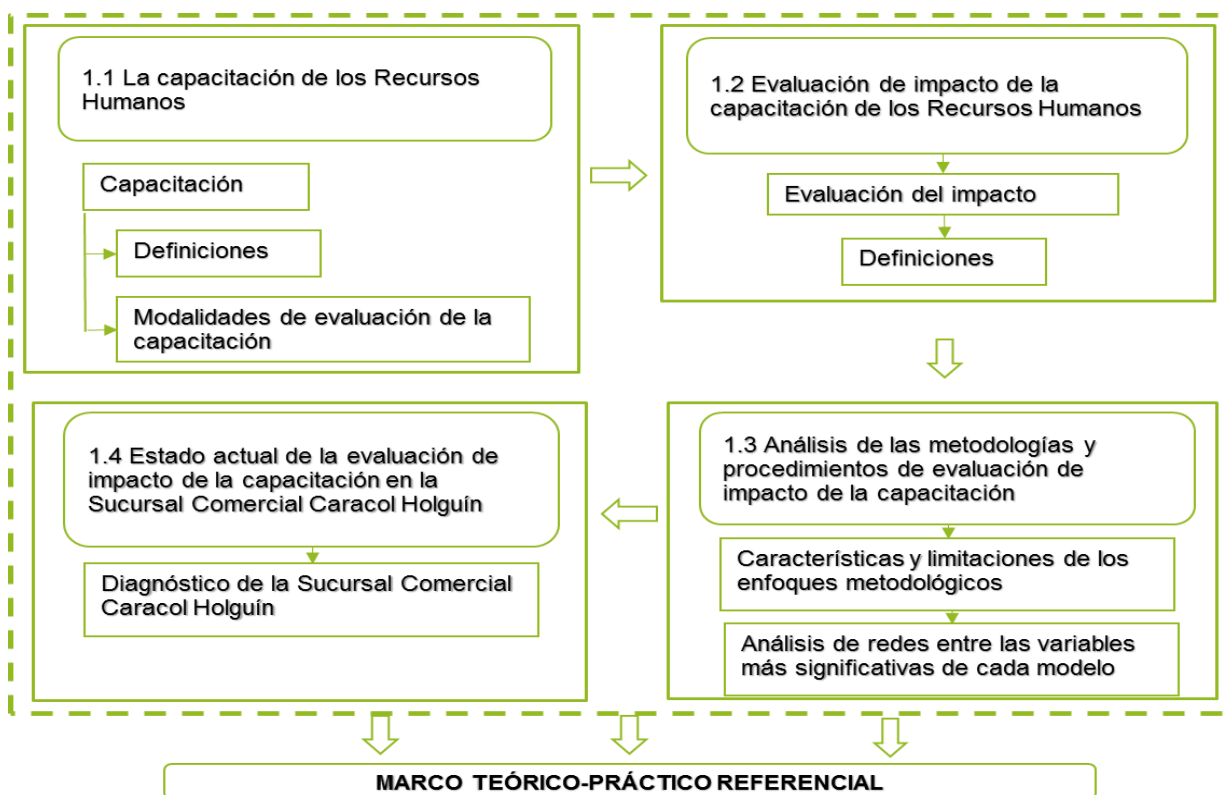 1.1 La capacitación de los Recursos
Humanos
Capacitación
Definiciones
Modalidades de evaluación de la
capacitación
1.2 Evaluación de impacto de la
capacitación de los Recursos Humanos
Evaluación del impacto
Definiciones
1.3 Análisis de las metodologías y
procedimientos de evaluación de
impacto de la capacitación
Características y limitaciones de los
enfoques metodológicos
Análisis de redes entre las variables
más significativas de cada modelo
1.4 Estado actual de la evaluación de
impacto de la capacitación en la
Sucursal Comercial Caracol Holguín
Diagnóstico de la Sucursal Comercial
Caracol Holguín
MARCO TEÓRICO-PRÁCTICO REFERENCIAL